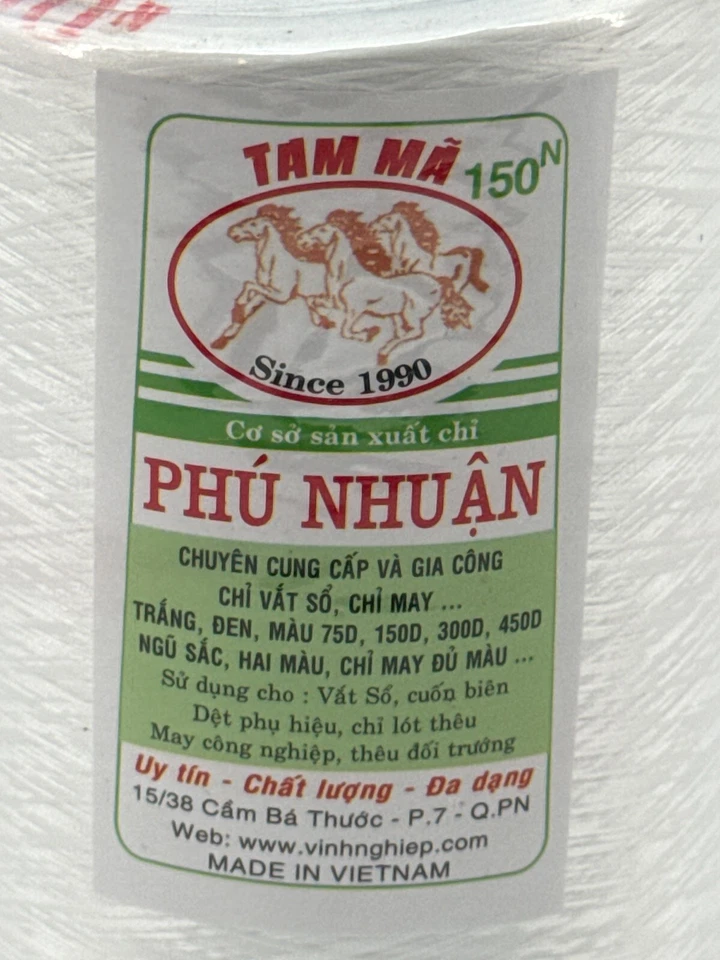 TAM MÃ
150N
Since 1990
Cơ sở sản xuất chỉ
PHÚ NHUẬN
CHUYÊN CUNG CẤP VÀ GIA CÔNG
CHỈ VẮT SỔ, CHỈ MAY ...
TRẮNG, ĐEN, MÀU 75D, 150D, 300D, 450D
NGŨ SẮC, HAI MÀU, CHỈ MAY ĐỦ MÀU ...
Sử dụng cho : Vắt Sổ, cuốn biên
Dệt phụ hiệu, chỉ lót thêu
May công nghiệp, thêu đối trướng
Uy tín - Chất lượng - Đa dạng
15/38 Cầm Bá Thước - P.7 - Q.PN
Web: www.vinhnghiep.com
MADE IN VIETNAM